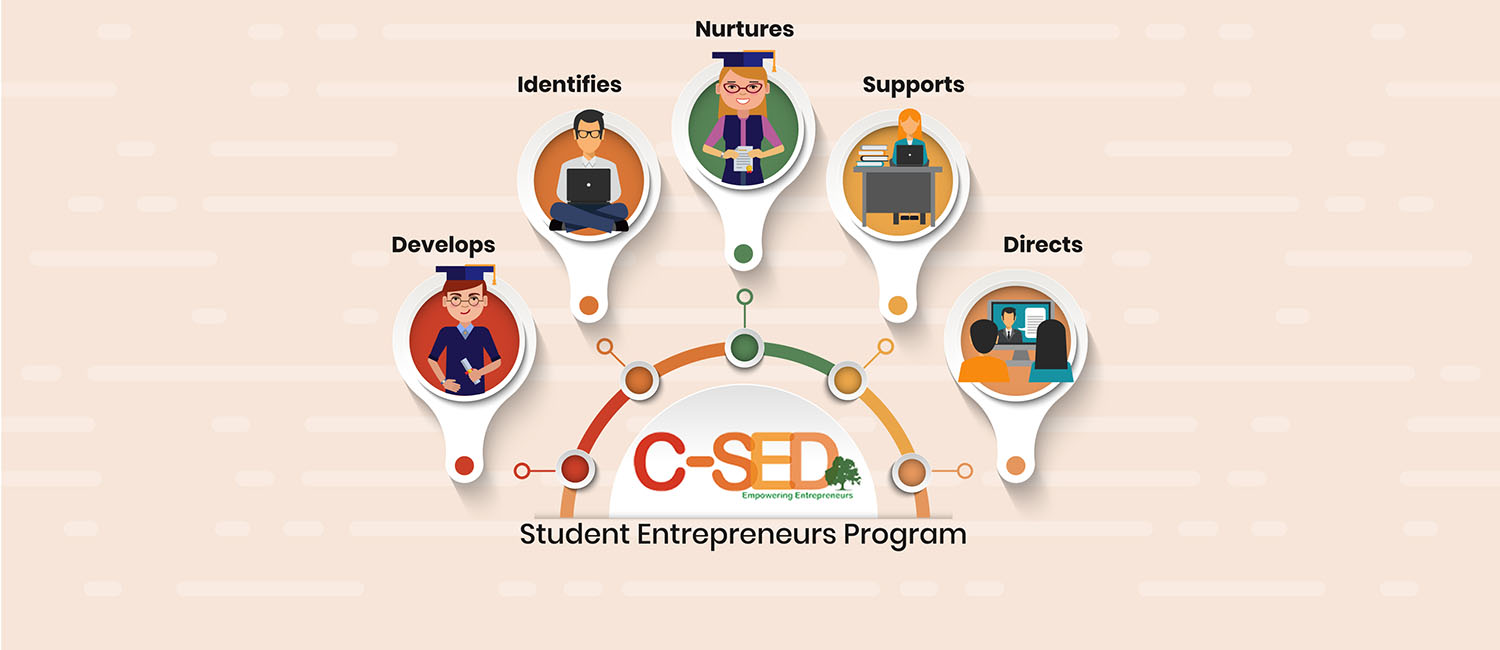 Nurtures
Identifies
Supports
Develops
Directs
C-SED
Empowering Entrepreneurs
Student Entrepreneurs Program